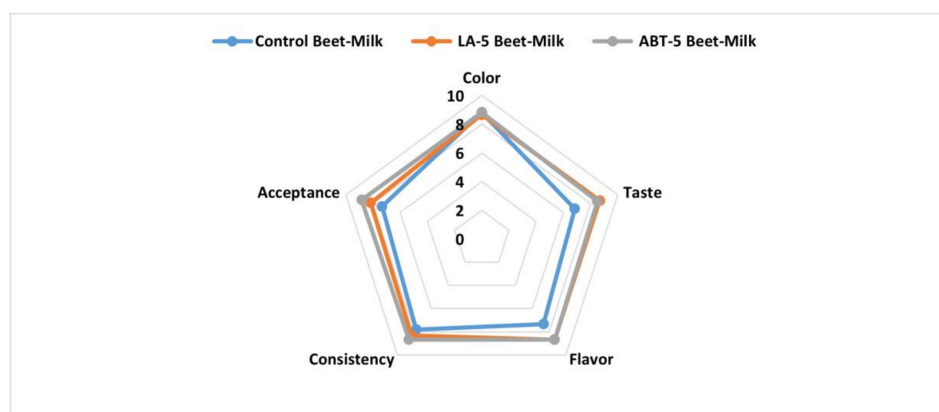 Control Beet-Milk LA-5 Beet-Milk ABT-5 Beet-Milk
Color
10
8
6
4
2
0
Acceptance
Taste
Consistency
Flavor